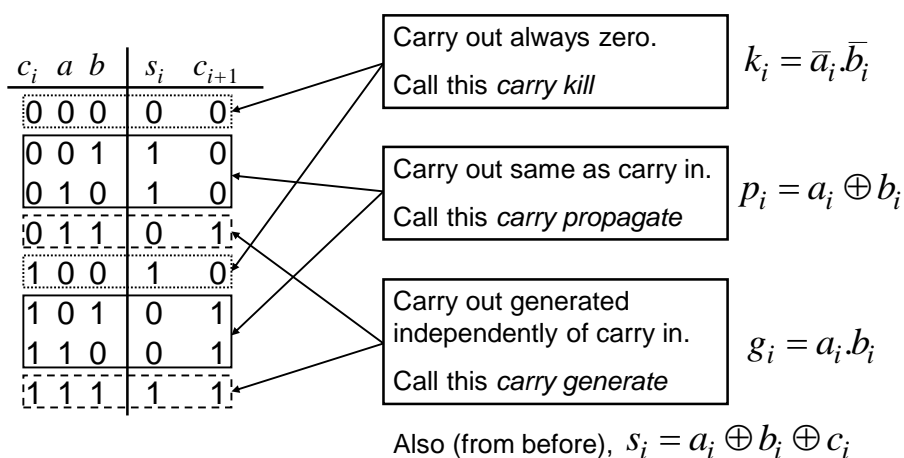 c_i a b s_i c_{i+1}
0 0 0 0 0
0 0 1 1 0
0 1 0 1 0
0 1 1 0 1
1 0 0 1 0
1 0 1 0 1
1 1 0 0 1
1 1 1 1 1
Carry out always zero.
Call this carry kill
k_i = a̅_i.b̅_i
Carry out same as carry in.
Call this carry propagate
p_i = a_i ⊕ b_i
Carry out generated
independently of carry in.
Call this carry generate
g_i = a_i.b_i
Also (from before), s_i = a_i ⊕ b_i ⊕ c_i